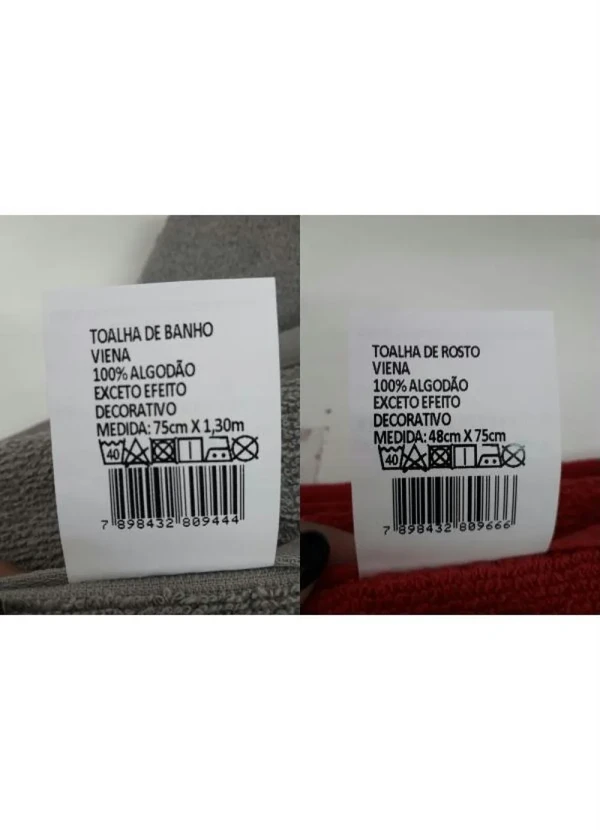 TOALHA DE BANHO
VIENA
100% ALGODÃO
EXCETO EFEITO
DECORATIVO
MEDIDA: 75cm X 1,30m
40
7 898432 809444
TOALHA DE ROSTO
VIENA
100% ALGODÃO
EXCETO EFEITO
DECORATIVO
MEDIDA: 48cm X 75cm
40
7 898432 809666